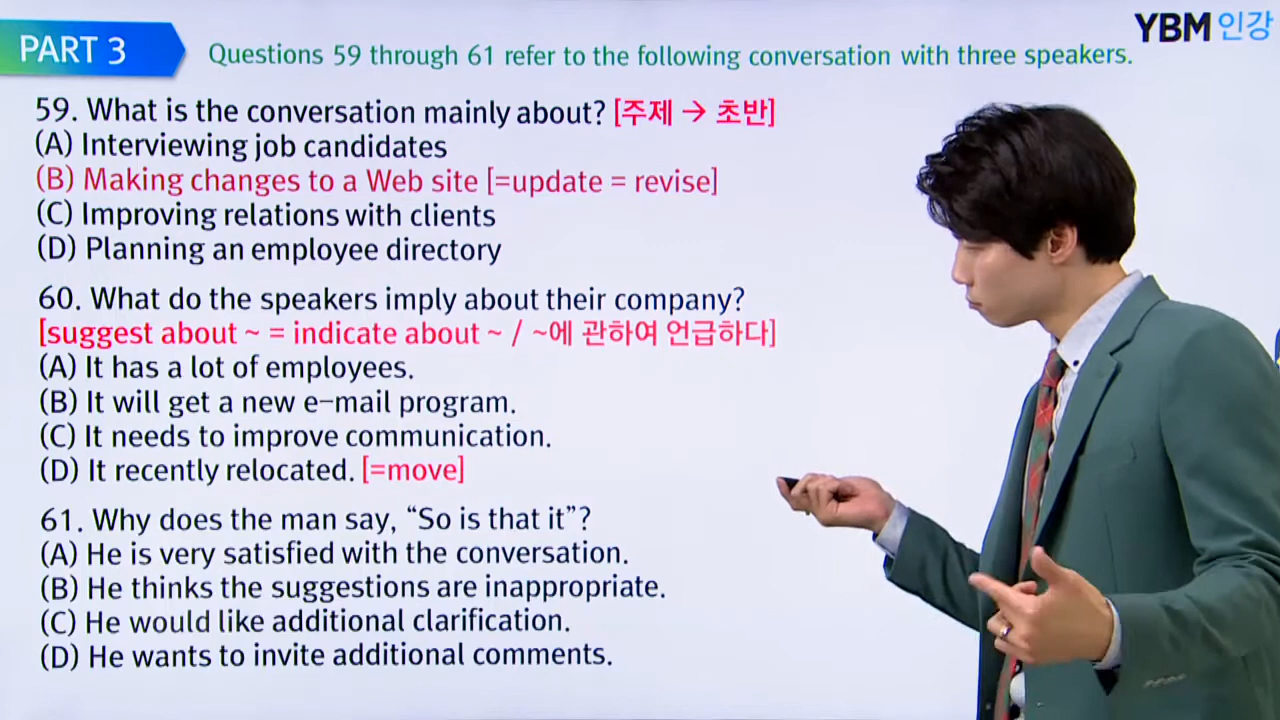 PART 3
YBM 인강
Questions 59 through 61 refer to the following conversation with three speakers.
59. What is the conversation mainly about? [주제 → 초반]
(A) Interviewing job candidates
(B) Making changes to a Web site [=update = revise]
(C) Improving relations with clients
(D) Planning an employee directory
60. What do the speakers imply about their company?
[suggest about ~ = indicate about ~ / ~에 관하여 언급하다]
(A) It has a lot of employees.
(B) It will get a new e-mail program.
(C) It needs to improve communication.
(D) It recently relocated. [=move]
61. Why does the man say, “So is that it”?
(A) He is very satisfied with the conversation.
(B) He thinks the suggestions are inappropriate.
(C) He would like additional clarification.
(D) He wants to invite additional comments.